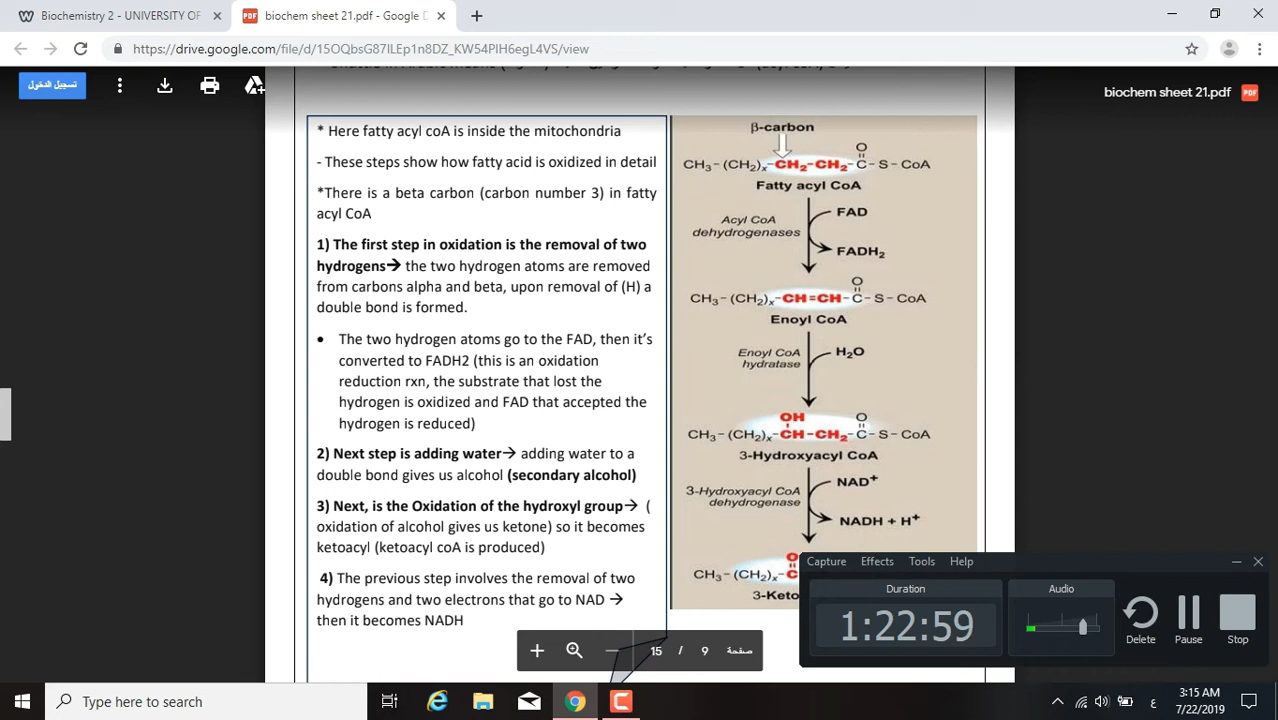 Biochemistry 2 - UNIVERSITY OF
biochem sheet 21.pdf - Google D
https://drive.google.com/file/d/15OQbsG87lLEp1n8DZ_KW54PlH6egL4VS/view
تسجيل الدخول
biochem sheet 21.pdf
PDF
* Here fatty acyl coA is inside the mitochondria
- These steps show how fatty acid is oxidized in detail
*There is a beta carbon (carbon number 3) in fatty
acyl CoA
1) The first step in oxidation is the removal of two
hydrogens→ the two hydrogen atoms are removed
from carbons alpha and beta, upon removal of (H) a
double bond is formed.
• The two hydrogen atoms go to the FAD, then it's
converted to FADH2 (this is an oxidation
reduction rxn, the substrate that lost the
hydrogen is oxidized and FAD that accepted the
hydrogen is reduced)
2) Next step is adding water→ adding water to a
double bond gives us alcohol (secondary alcohol)
3) Next, is the Oxidation of the hydroxyl group→ (
oxidation of alcohol gives us ketone) so it becomes
ketoacyl (ketoacyl coA is produced)
4) The previous step involves the removal of two
hydrogens and two electrons that go to NAD →
then it becomes NADH
β-carbon
O
CH₃-(CH₂)ₓ-CH₂-CH₂-C-S-CoA
Fatty acyl CoA
Acyl CoA
dehydrogenases
FAD
FADH₂
O
CH₃-(CH₂)ₓ-CH=CH-C-S-CoA
Enoyl CoA
Enoyl CoA
hydratase
H₂O
OH O
CH₃-(CH₂)ₓ-CH-CH₂-C-S-CoA
3-Hydroxyacyl CoA
3-Hydroxyacyl CoA
dehydrogenase
NAD⁺
NADH + H⁺
CH₃-(CH₂)ₓ-C
3-Keto
Capture Effects Tools Help
Duration
1:22:59
Audio
Delete
Pause
Stop
15 / 9 صفحة
Type here to search
ع
3:15 AM
7/22/2019